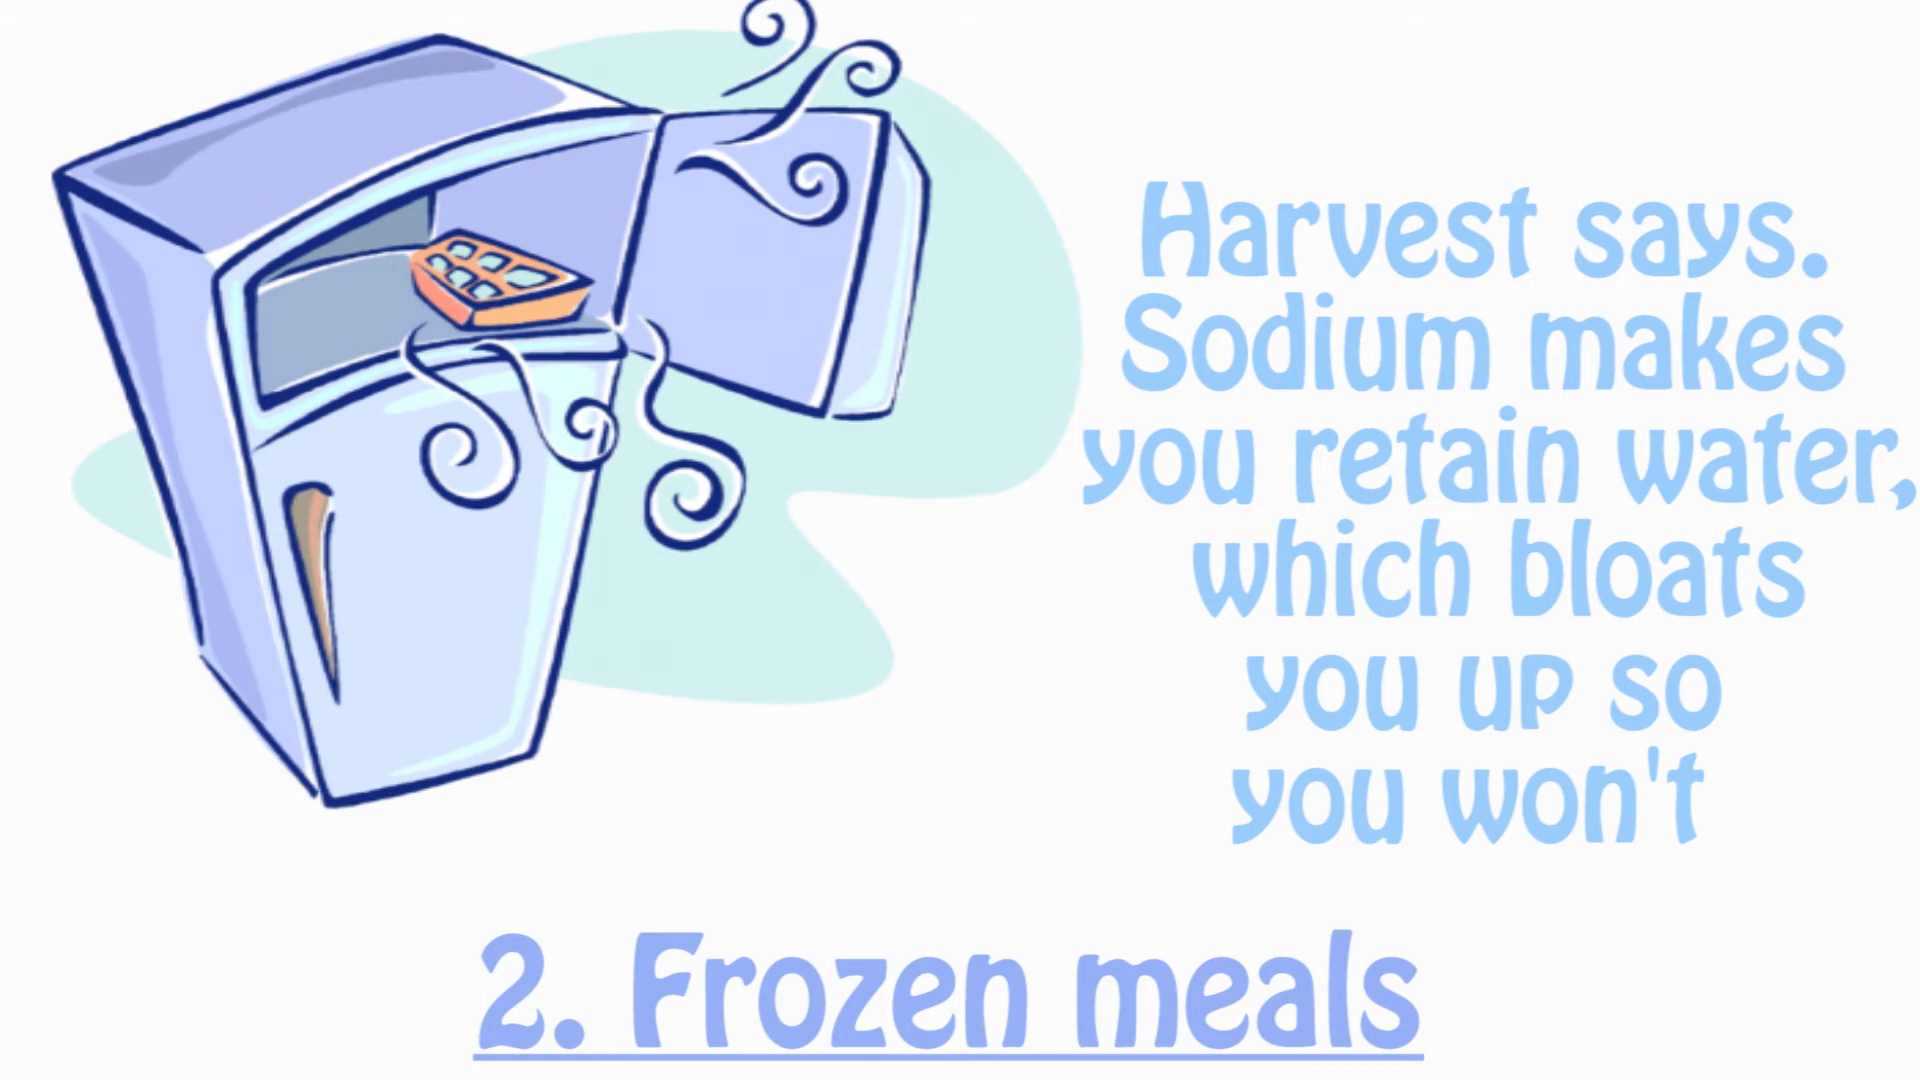 Harvest says.
Sodium makes
you retain water,
which bloats
you up so
you won't
2. Frozen meals